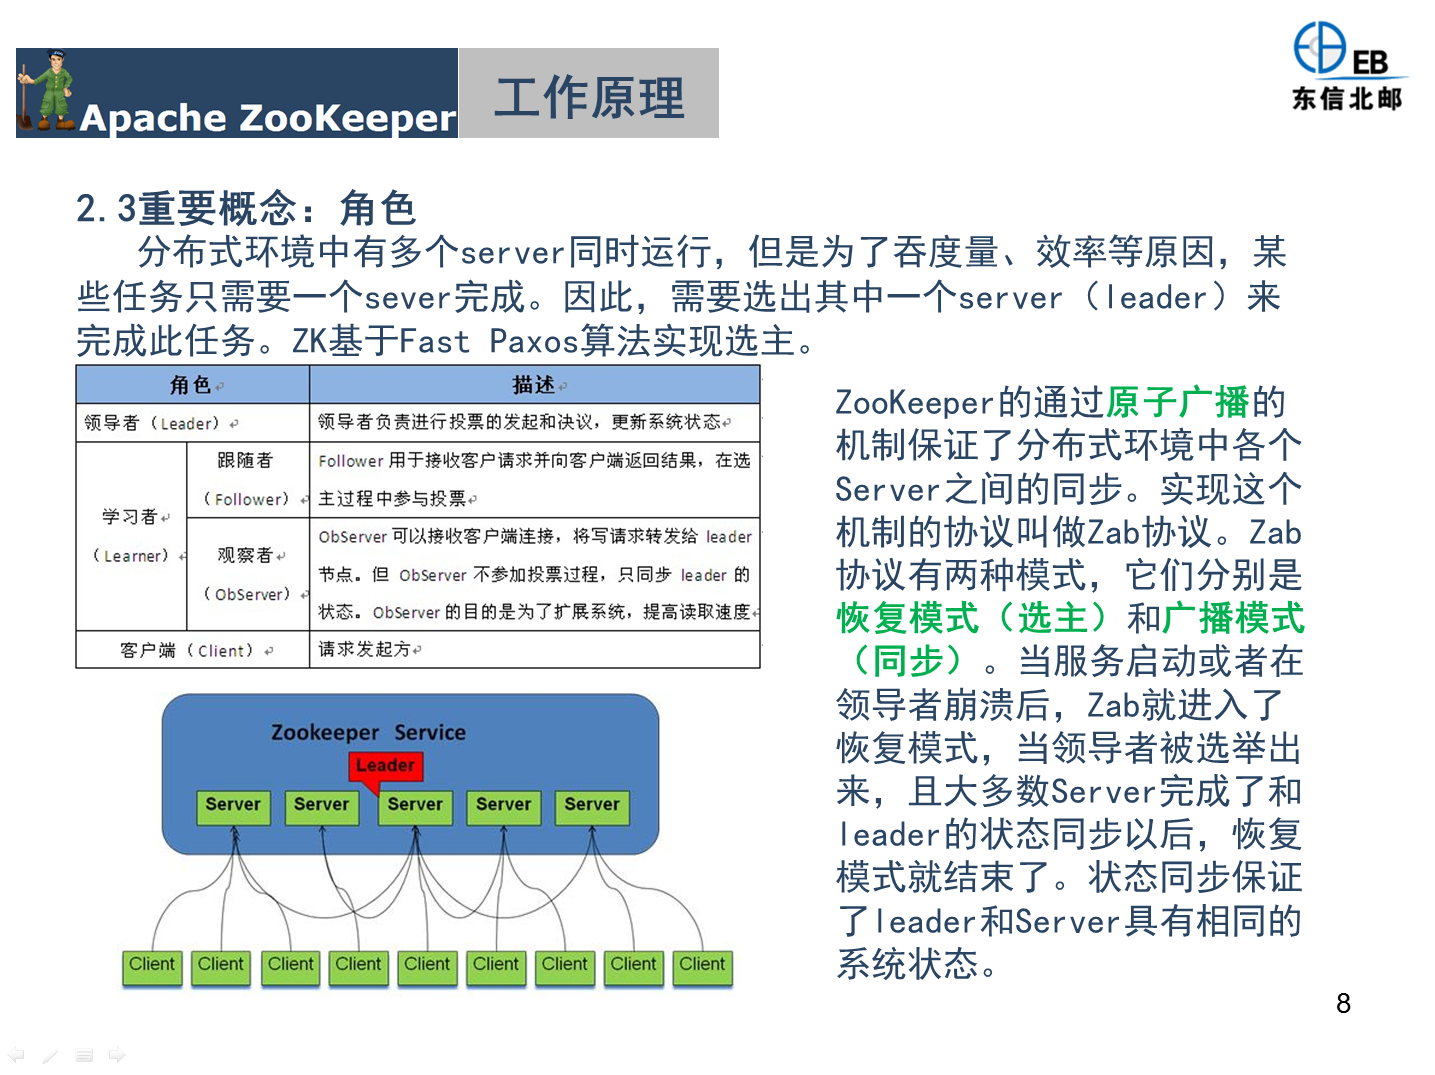 Apache ZooKeeper
工作原理
EB
东信北邮
2.3重要概念：角色
分布式环境中有多个server同时运行，但是为了吞度量、效率等原因，某
些任务只需要一个sever完成。因此，需要选出其中一个server（leader）来
完成此任务。ZK基于Fast Paxos算法实现选主。
角色 描述
领导者（Leader） 领导者负责进行投票的发起和决议，更新系统状态
学习者
（Learner）
跟随者
（Follower）
Follower 用于接收客户请求并向客户端返回结果，在选
主过程中参与投票
观察者
（ObServer）
ObServer 可以接收客户端连接，将写请求转发给 leader
节点。但 ObServer 不参加投票过程，只同步 leader 的
状态。ObServer 的目的是为了扩展系统，提高读取速度
客户端（Client） 请求发起方
ZooKeeper的通过原子广播的
机制保证了分布式环境中各个
Server之间的同步。实现这个
机制的协议叫做Zab协议。Zab
协议有两种模式，它们分别是
恢复模式（选主）和广播模式
（同步）。当服务启动或者在
领导者崩溃后，Zab就进入了
恢复模式，当领导者被选举出
来，且大多数Server完成了和
leader的状态同步以后，恢复
模式就结束了。状态同步保证
了leader和Server具有相同的
系统状态。
Zookeeper Service
Leader
Server Server Server Server Server
Client Client Client Client Client Client Client Client Client
8